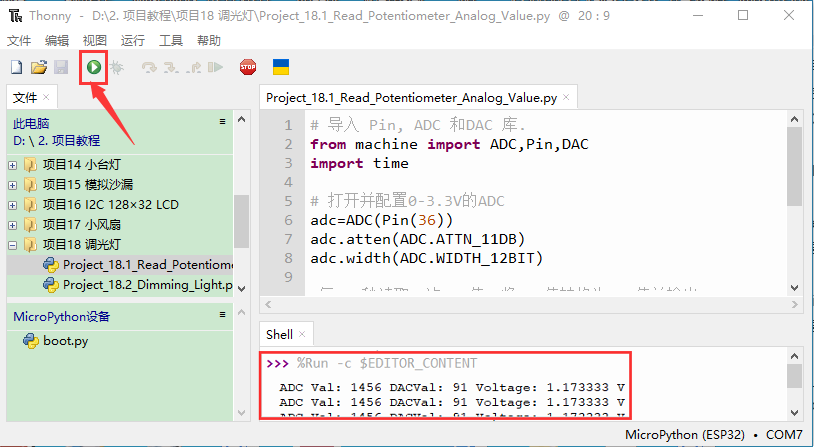 Thonny - D:\2. 项目教程\项目18 调光灯\Project_18.1_Read_Potentiometer_Analog_Value.py @ 20 : 9
文件 编辑 视图 运行 工具 帮助
STOP
文件
此电脑
D: \ 2. 项目教程
项目14 小台灯
项目15 模拟沙漏
项目16 I2C 128×32 LCD
项目17 小风扇
项目18 调光灯
Project_18.1_Read_Potentiome
Project_18.2_Dimming_Light.p
MicroPython设备
boot.py
Project_18.1_Read_Potentiometer_Analog_Value.py
1 # 导入 Pin, ADC 和DAC 库.
2 from machine import ADC,Pin,DAC
3 import time
4
5 # 打开并配置0-3.3V的ADC
6 adc=ADC(Pin(36))
7 adc.atten(ADC.ATTN_11DB)
8 adc.width(ADC.WIDTH_12BIT)
9
Shell
>>> %Run -c $EDITOR_CONTENT
ADC Val: 1456 DACVal: 91 Voltage: 1.173333 V
ADC Val: 1456 DACVal: 91 Voltage: 1.173333 V
ADC Val: 1456 DACVal: 91 Voltage: 1.173333 V
MicroPython (ESP32) • COM7